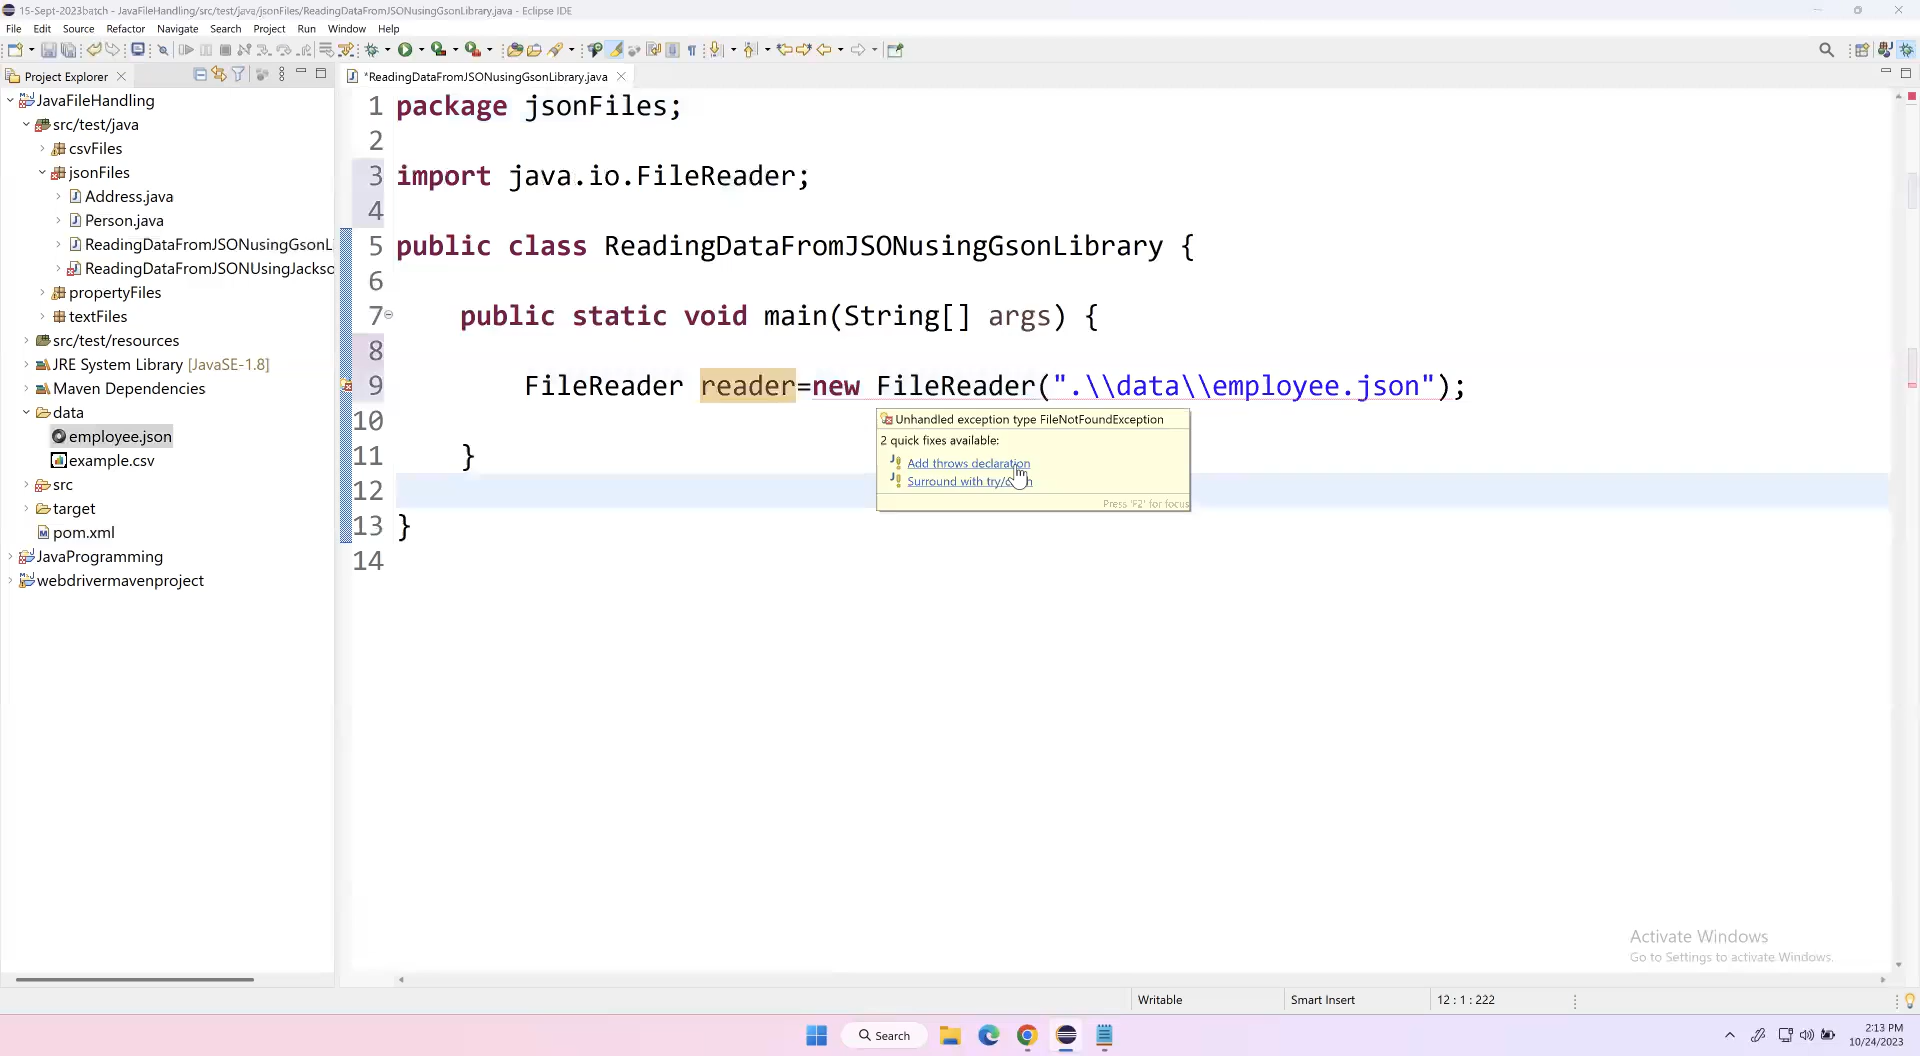 15-Sept-2023batch - JavaFileHandling/src/test/java/jsonFiles/ReadingDataFromJSONusingGsonLibrary.java - Eclipse IDE
File Edit Source Refactor Navigate Search Project Run Window Help
Project Explorer
*ReadingDataFromJSONusingGsonLibrary.java
JavaFileHandling
src/test/java
csvFiles
jsonFiles
Address.java
Person.java
ReadingDataFromJSONusingGsonL
ReadingDataFromJSONUsingJackso
propertyFiles
textFiles
src/test/resources
JRE System Library [JavaSE-1.8]
Maven Dependencies
data
employee.json
example.csv
src
target
pom.xml
JavaProgramming
webdrivermavenproject
1 package jsonFiles;
2
3 import java.io.FileReader;
4
5 public class ReadingDataFromJSONusingGsonLibrary {
6
7 public static void main(String[] args) {
8
9 FileReader reader=new FileReader(".\\data\\employee.json");
10
11 }
12
13 }
14
Unhandled exception type FileNotFoundException
2 quick fixes available:
Add throws declaration
Surround with
Press 'F2' for focus
Activate Windows
Go to Settings to activate Windows.
Writable Smart Insert 12 : 1 : 222
Search
2:13 PM
10/24/2023